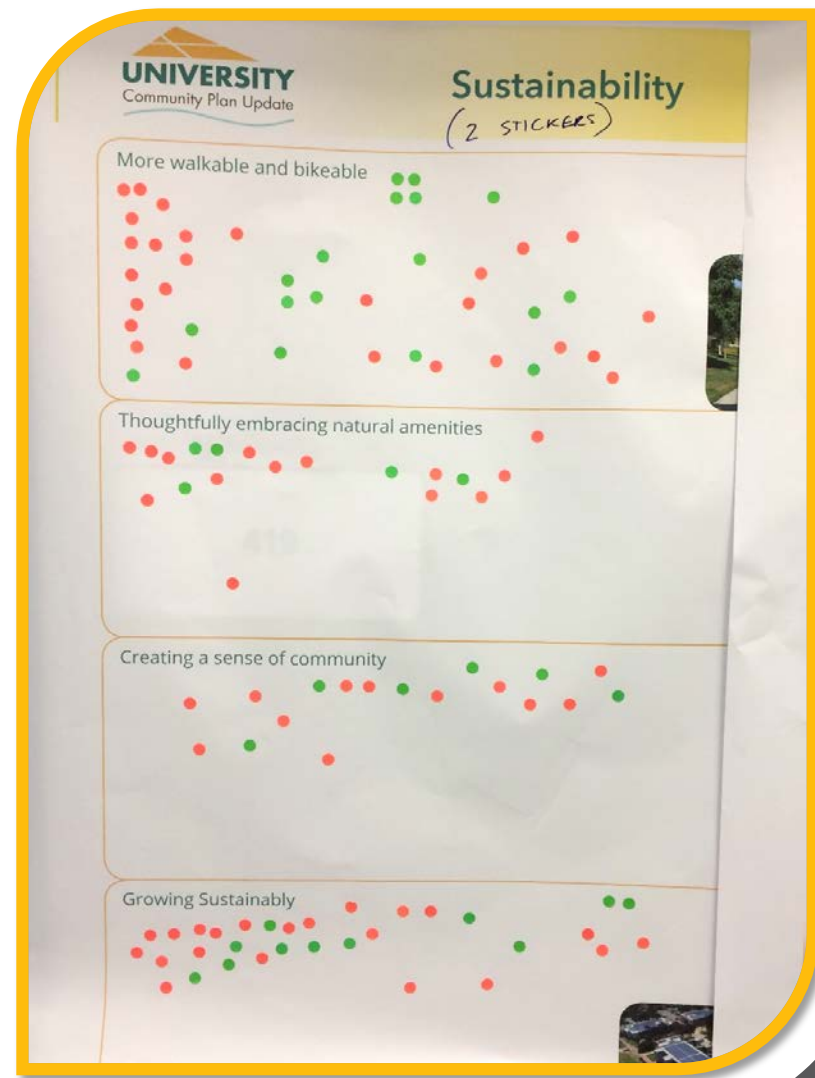 UNIVERSITY
Community Plan Update
Sustainability
(2 STICKERS)
More walkable and bikeable
Thoughtfully embracing natural amenities
Creating a sense of community
Growing Sustainably